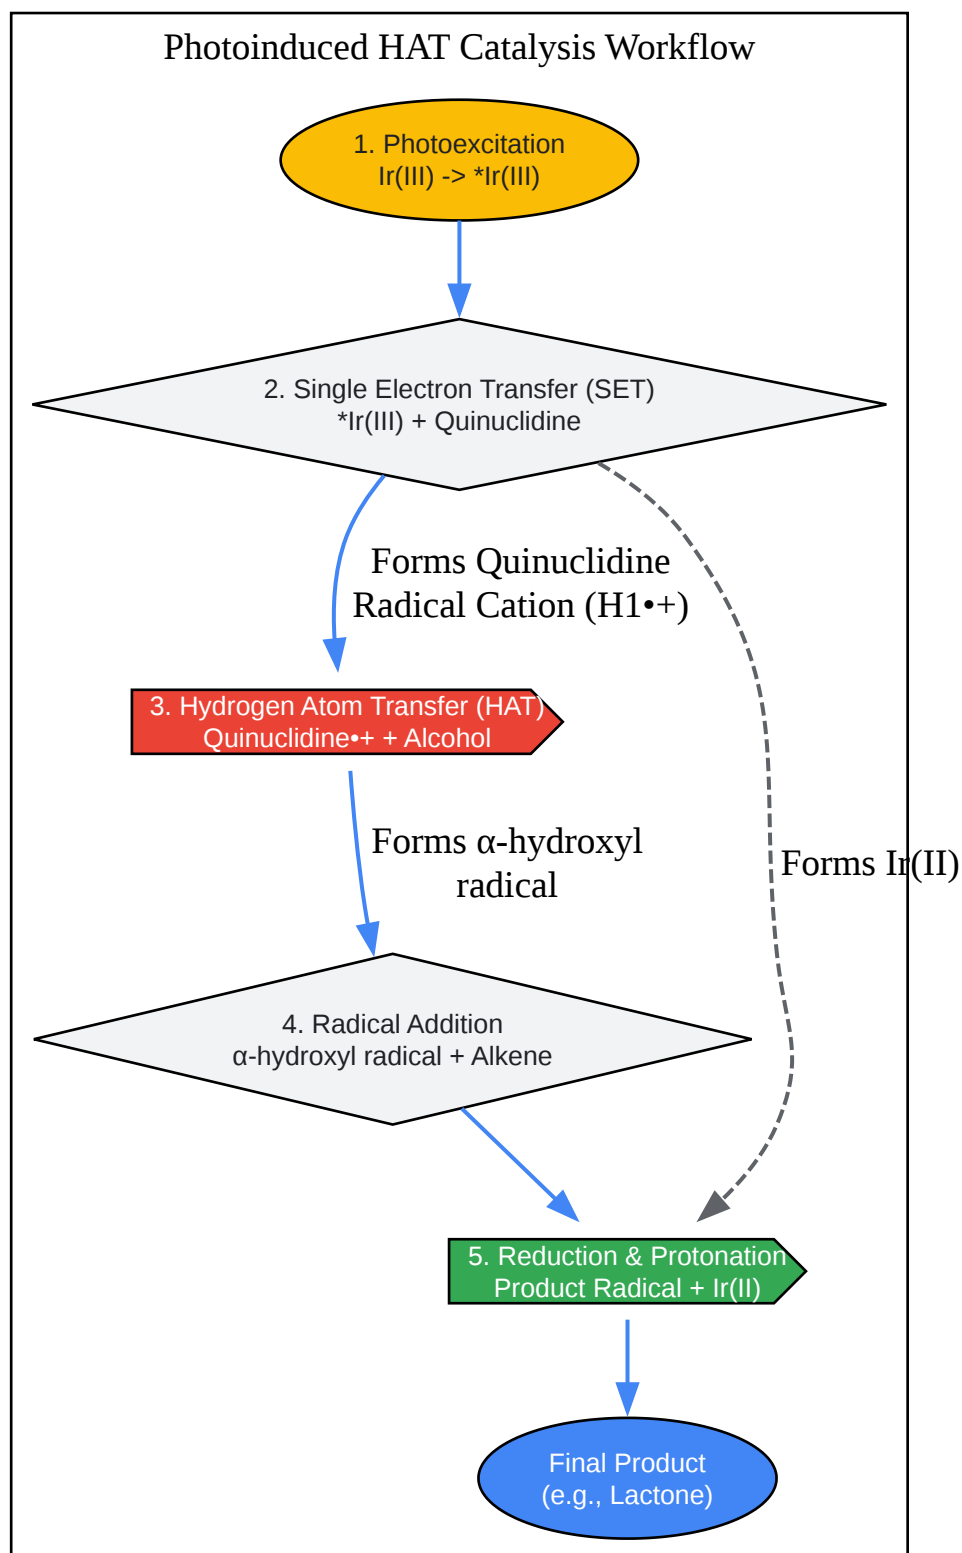 Photoinduced HAT Catalysis Workflow
1. Photoexcitation
Ir(III) -> *Ir(III)
2. Single Electron Transfer (SET)
*Ir(III) + Quinuclidine
Forms Quinuclidine
Radical Cation (H1•+)
3. Hydrogen Atom Transfer (HAT)
Quinuclidine•+ + Alcohol
Forms α-hydroxyl
radical
Forms Ir(II)
4. Radical Addition
α-hydroxyl radical + Alkene
5. Reduction & Protonation
Product Radical + Ir(II)
Final Product
(e.g., Lactone)